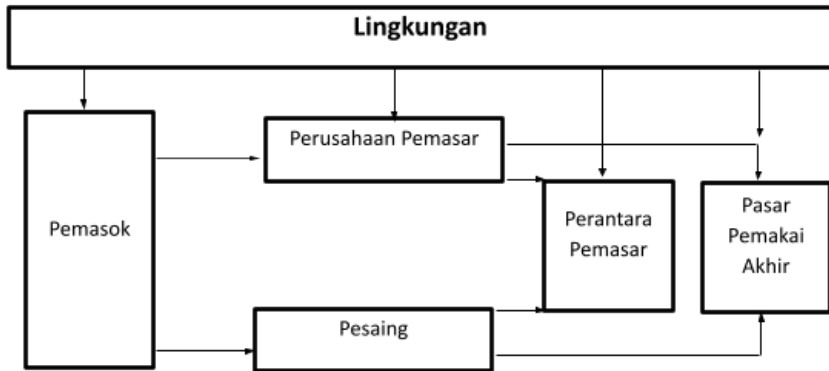 Lingkungan
Perusahaan Pemasar
Pemasok
Perantara
Pemasar
Pasar
Pemakai
Akhir
Pesaing